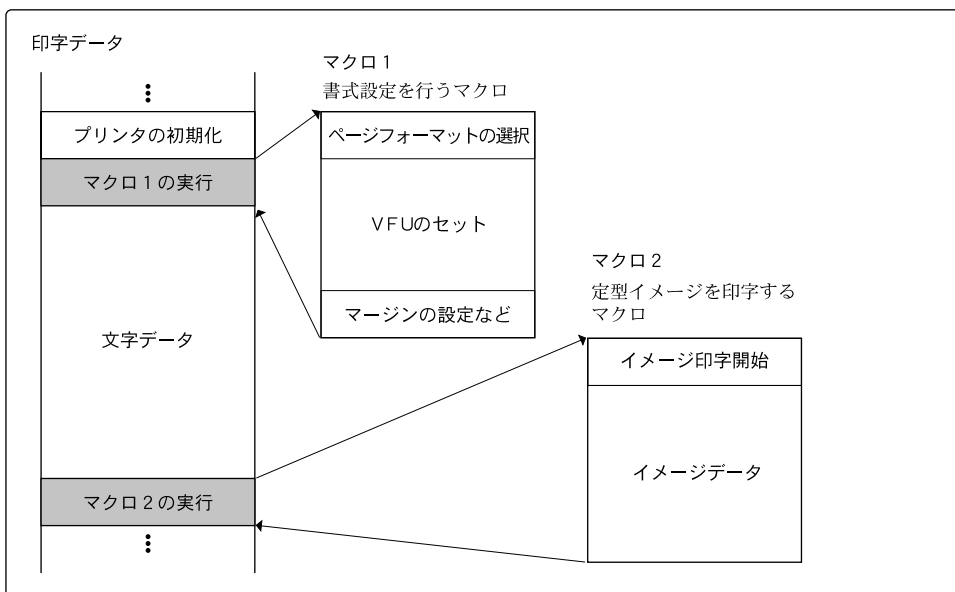 印字データ
プリンタの初期化
マクロ1の実行
文字データ
マクロ2の実行
マクロ1
書式設定を行うマクロ
ページフォーマットの選択
VFUのセット
マージンの設定など
マクロ2
定型イメージを印字する
マクロ
イメージ印字開始
イメージデータ